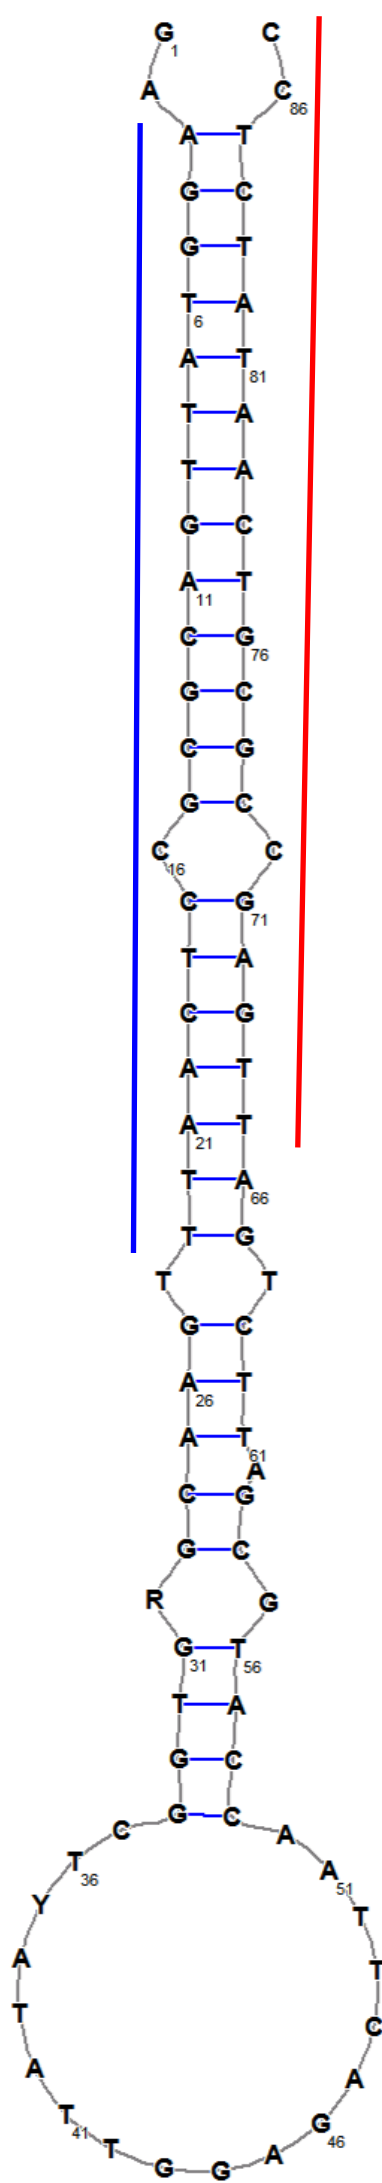 G C
1
A C
86
A T
G C
G T
T A
6
A T
81
T A
T A
G C
A T
11
C G
76
G C
C G
G C
C C
16
C G
71
T A
C G
A T
A T
21
T A
66
T G
T T
G C
A T
26
A T
61
A
C G
G C
R G
G T
31 56
T A
G C
G C
C A
T A
36 51
Y T
A T
T C
A A
T G
41 46
T A
G G